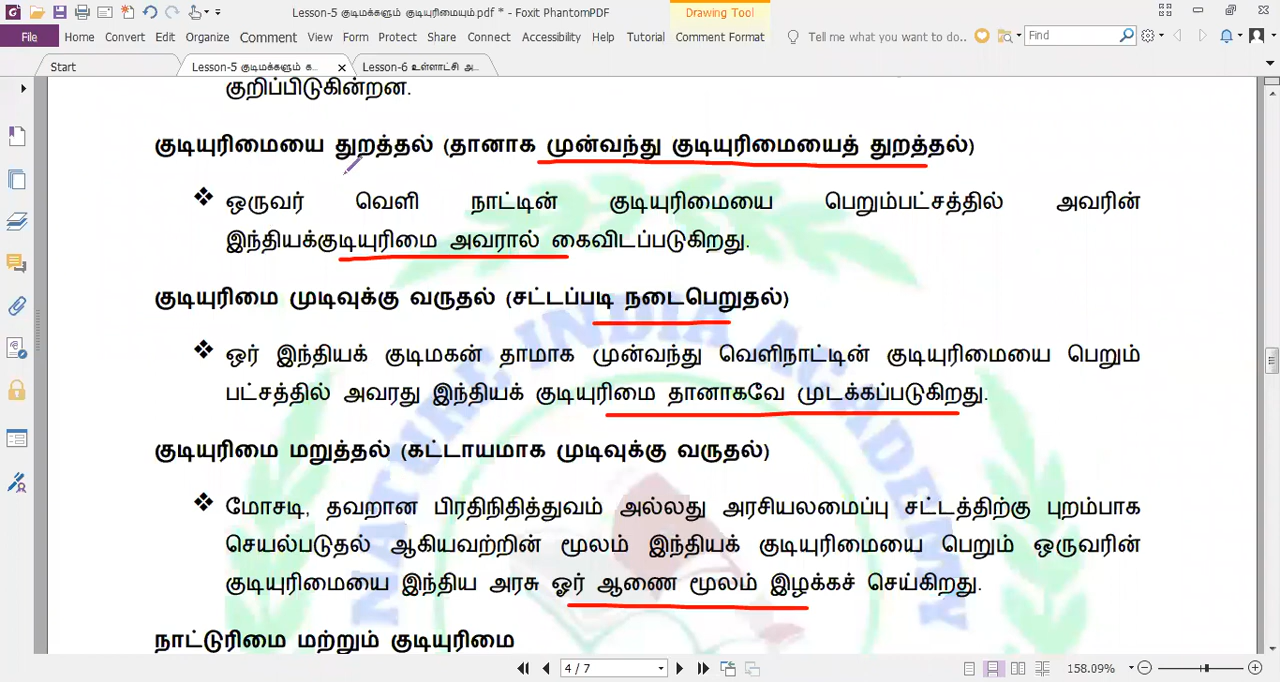 Lesson-5 குடிமக்களும் குடியுரிமையும்.pdf * - Foxit PhantomPDF
Drawing Tool
File Home Convert Edit Organize Comment View Form Protect Share Connect Accessibility Help Tutorial Comment Format Tell me what you want to do.. Find
Start Lesson-5 குடிமக்களும் க... Lesson-6 உள்ளாட்சி அ...
குறிப்பிடுகின்றன.
குடியுரிமையை துறத்தல் (தானாக முன்வந்து குடியுரிமையைத் துறத்தல்)
❖ ஒருவர் வெளி நாட்டின் குடியுரிமையை பெறும்பட்சத்தில் அவரின்
இந்தியக்குடியுரிமை அவரால் கைவிடப்படுகிறது.
குடியுரிமை முடிவுக்கு வருதல் (சட்டப்படி நடைபெறுதல்)
❖ ஒர் இந்தியக் குடிமகன் தாமாக முன்வந்து வெளிநாட்டின் குடியுரிமையை பெறும்
பட்சத்தில் அவரது இந்தியக் குடியுரிமை தானாகவே முடக்கப்படுகிறது.
குடியுரிமை மறுத்தல் (கட்டாயமாக முடிவுக்கு வருதல்)
❖ மோசடி, தவறான பிரதிநிதித்துவம் அல்லது அரசியலமைப்பு சட்டத்திற்கு புறம்பாக
செயல்படுதல் ஆகியவற்றின் மூலம் இந்தியக் குடியுரிமையை பெறும் ஒருவரின்
குடியுரிமையை இந்திய அரசு ஓர் ஆணை மூலம் இழக்கச் செய்கிறது.
நாட்டுரிமை மற்றும் குடியுரிமை
NATURE INDIA ACADEMY
4 / 7 158.09%